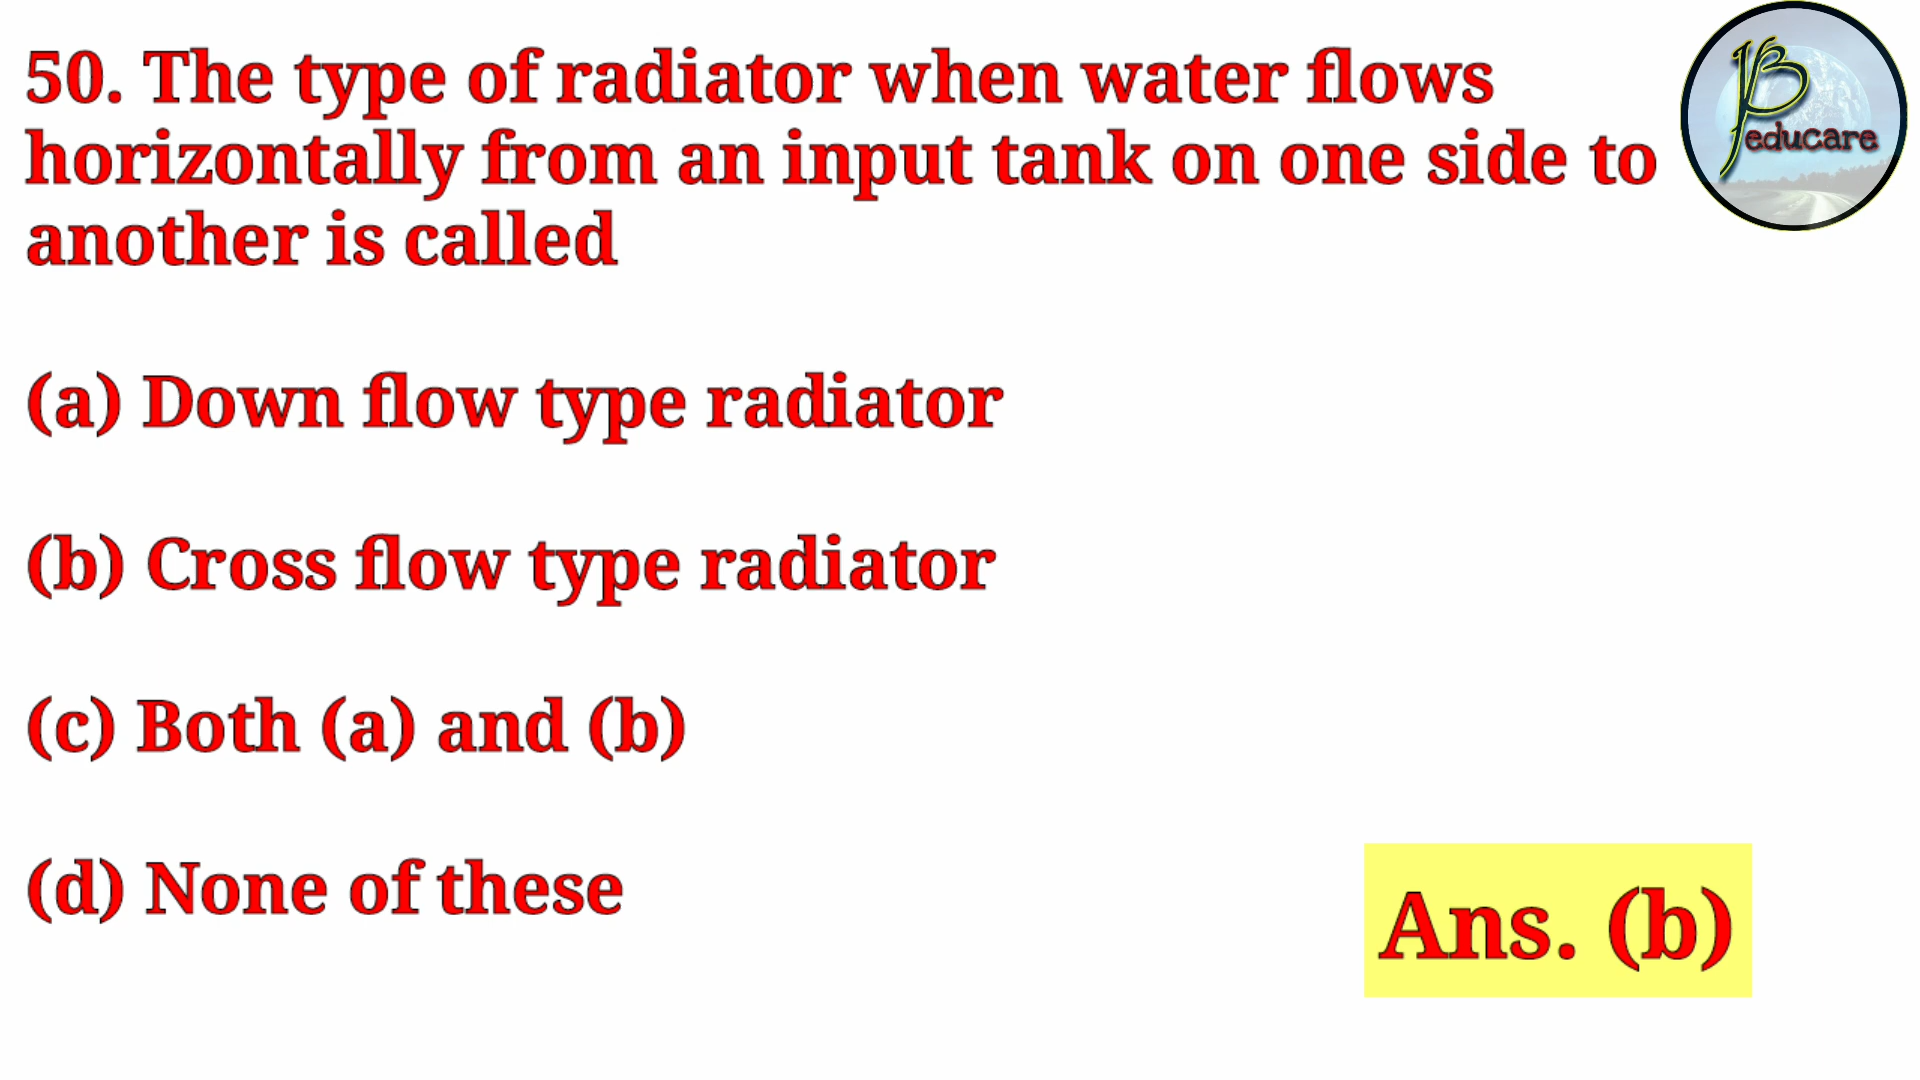 50. The type of radiator when water flows
horizontally from an input tank on one side to
another is called
(a) Down flow type radiator
(b) Cross flow type radiator
(c) Both (a) and (b)
(d) None of these
Ans. (b)
educare